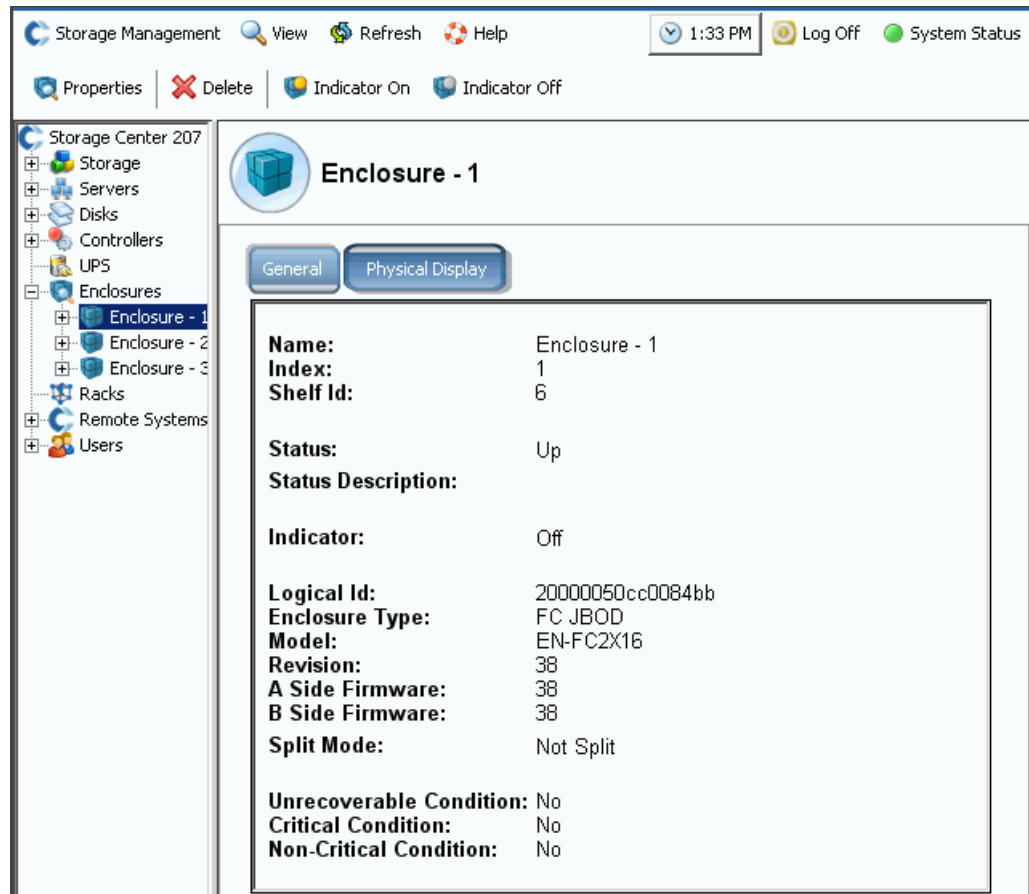 Storage Management View Refresh Help 1:33 PM Log Off System Status
Properties Delete Indicator On Indicator Off
Storage Center 207
Storage
Servers
Disks
Controllers
UPS
Enclosures
Enclosure - 1
Enclosure - 2
Enclosure - 3
Racks
Remote Systems
Users
Enclosure - 1
General Physical Display
Name: Enclosure - 1
Index: 1
Shelf Id: 6
Status: Up
Status Description:
Indicator: Off
Logical Id: 20000050cc0084bb
Enclosure Type: FC JBOD
Model: EN-FC2X16
Revision: 38
A Side Firmware: 38
B Side Firmware: 38
Split Mode: Not Split
Unrecoverable Condition: No
Critical Condition: No
Non-Critical Condition: No